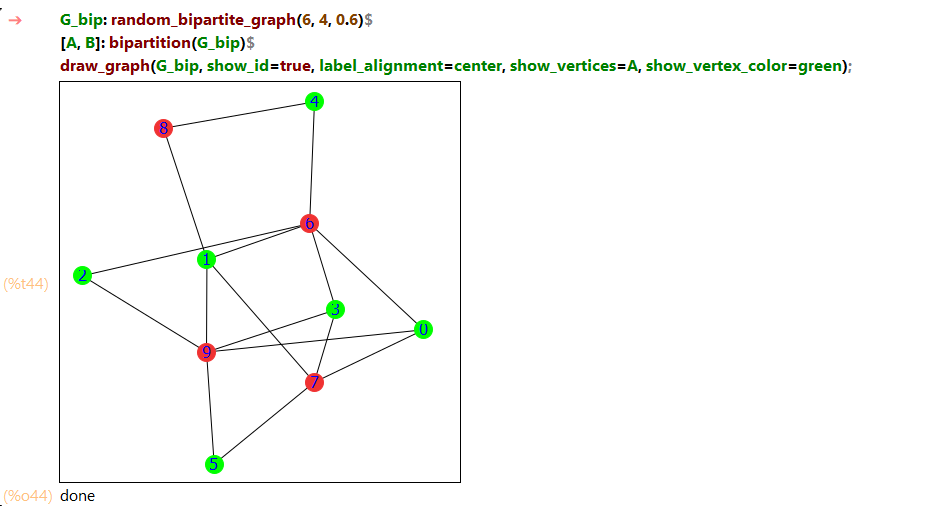 → G_bip: random_bipartite_graph(6, 4, 0.6)$
[A, B]: bipartition(G_bip)$
draw_graph(G_bip, show_id=true, label_alignment=center, show_vertices=A, show_vertex_color=green);
4
8
6
1
2
(%t44)
3
0
9
7
5
(%o44) done